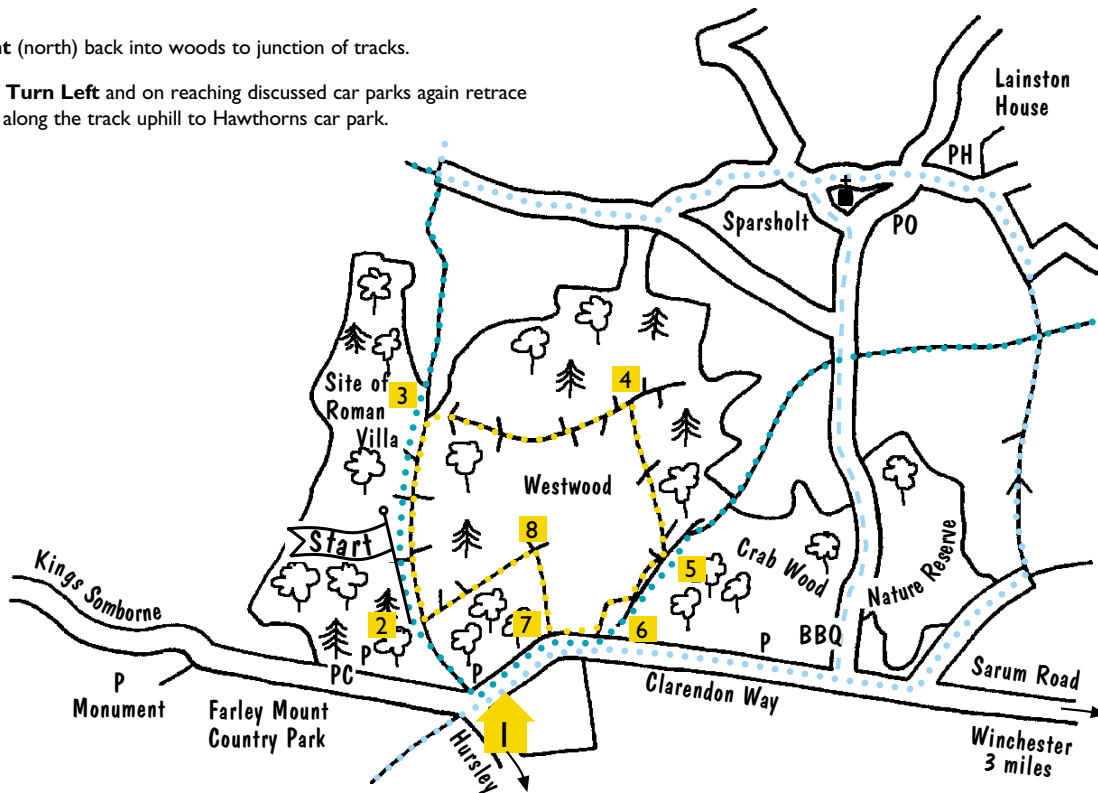 nt (north) back into woods to junction of tracks.
Turn Left and on reaching discussed car parks again retrace
along the track uphill to Hawthorns car park.
Lainston
House
PH
Sparsholt
PO
Site of
Roman
Villa
3
4
Westwood
Start
8
5
Crab Wood
Nature Reserve
Kings Somborne
2
7
6
P
P
P
BBQ
PC
P
Monument
Farley Mount
Country Park
Clarendon Way
Sarum Road
1
Hursley
Winchester
3 miles